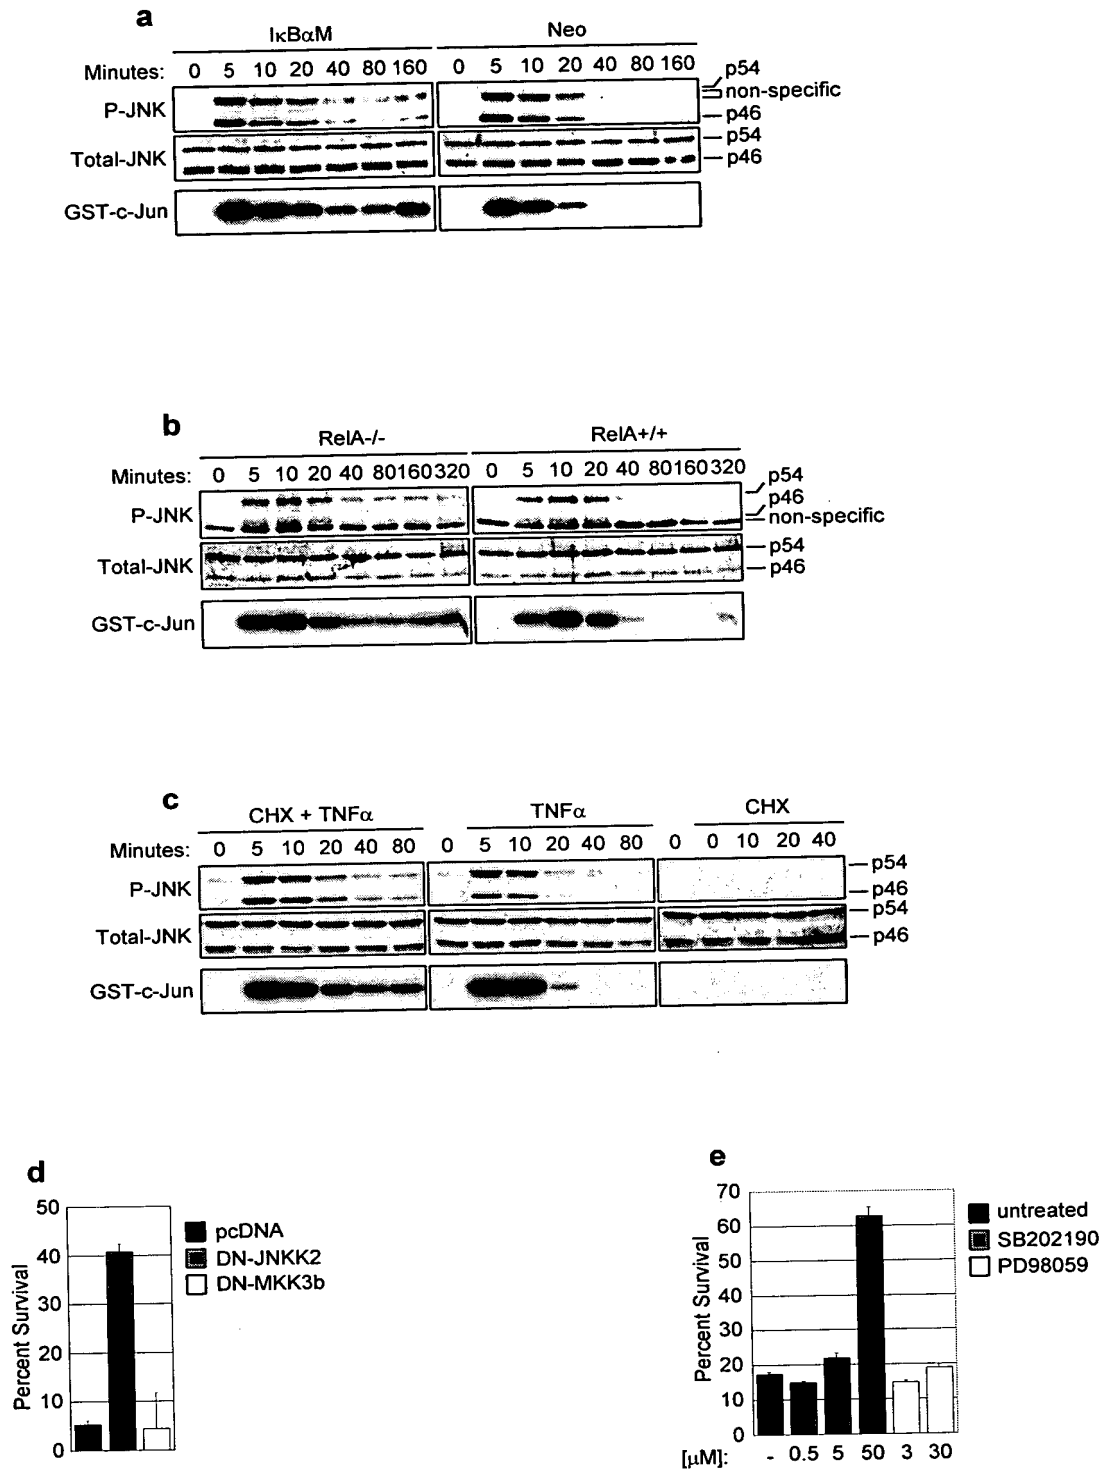 a
IκBαM Neo
Minutes: 0 5 10 20 40 80 160 0 5 10 20 40 80 160
P-JNK
p54
non-specific
p46
Total-JNK
p54
p46
GST-c-Jun
b
RelA-/- RelA+/+
Minutes: 0 5 10 20 40 80 160 320 0 5 10 20 40 80 160 320
P-JNK
p54
p46
non-specific
Total-JNK
p54
p46
GST-c-Jun
c
CHX + TNFα TNFα CHX
Minutes: 0 5 10 20 40 80 0 5 10 20 40 80 0 0 10 20 40
P-JNK
p54
p46
Total-JNK
p54
p46
GST-c-Jun
d
Percent Survival
50
40
30
20
10
0
pcDNA
DN-JNKK2
DN-MKK3b
e
Percent Survival
70
60
50
40
30
20
10
0
[μM]: - 0.5 5 50 3 30
untreated
SB202190
PD98059